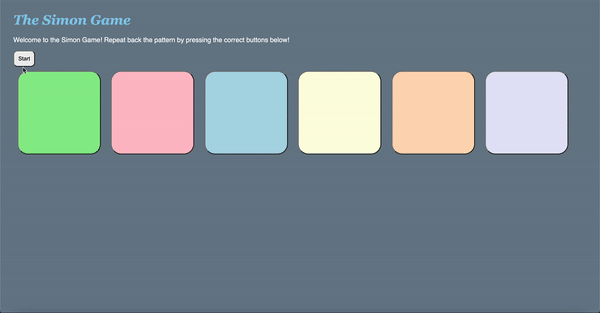 The Simon Game
Welcome to the Simon Game! Repeat back the pattern by pressing the correct buttons below!
Start